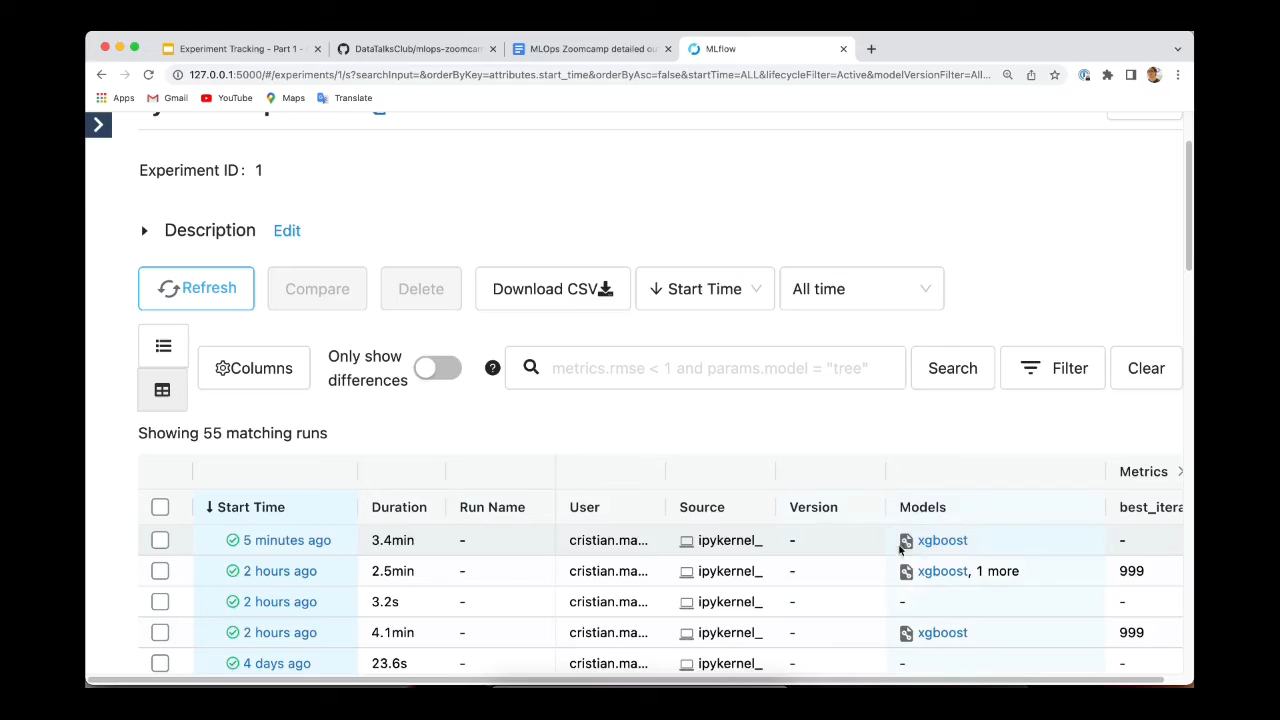 Experiment Tracking - Part 1 -
DataTalksClub/mlops-zoomcam
MLOps Zoomcamp detailed ou
MLflow
127.0.0.1:5000/#/experiments/1/s?searchInput=&orderByKey=attributes.start_time&orderByAsc=false&startTime=ALL&lifecycleFilter=Active&modelVersionFilter=All...
Apps Gmail YouTube Maps Translate
Experiment ID: 1
Description Edit
Refresh Compare Delete Download CSV Start Time All time
Columns Only show differences metrics.rmse < 1 and params.model = "tree" Search Filter Clear
Showing 55 matching runs
Metrics
Start Time Duration Run Name User Source Version Models best_itera
5 minutes ago 3.4min - cristian.ma... ipykernel_ - xgboost -
2 hours ago 2.5min - cristian.ma... ipykernel_ - xgboost, 1 more 999
2 hours ago 3.2s - cristian.ma... ipykernel_ - - -
2 hours ago 4.1min - cristian.ma... ipykernel_ - xgboost 999
4 days ago 23.6s - cristian.ma... ipykernel_ - - -